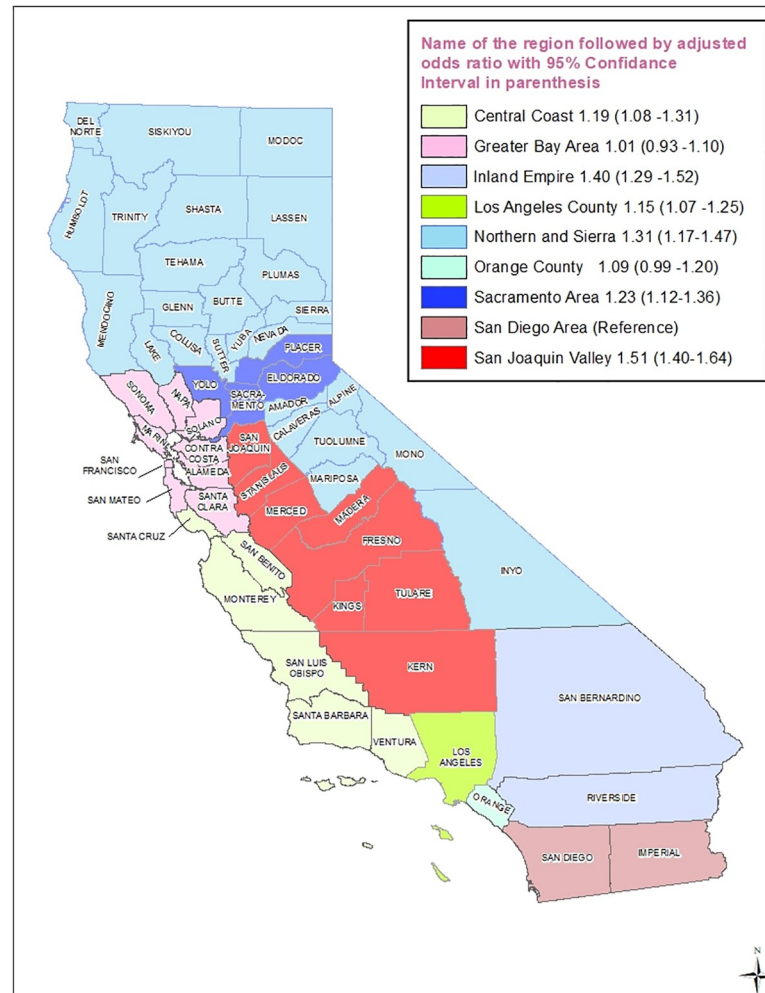 Name of the region followed by adjusted
odds ratio with 95% Confidance
Interval in parenthesis
Central Coast 1.19 (1.08 -1.31)
Greater Bay Area 1.01 (0.93 -1.10)
Inland Empire 1.40 (1.29 -1.52)
Los Angeles County 1.15 (1.07 -1.25)
Northern and Sierra 1.31 (1.17-1.47)
Orange County 1.09 (0.99 -1.20)
Sacramento Area 1.23 (1.12-1.36)
San Diego Area (Reference)
San Joaquin Valley 1.51 (1.40-1.64)
DEL
NORTE
SISKIYOU
MODOC
HUMBOLDT
TRINITY
SHASTA
LASSEN
TEHAMA
PLUMAS
MENDOCINO
GLENN
BUTTE
SIERRA
LAKE
COLLUSA
SUTTER
YUBA
NEVADA
PLACER
YOLO
EL DORADO
SACRA-
MENTO
AMADOR
ALPINE
SONOMA
NAPA
SOLANO
CALAVERAS
MARIN
SAN
JOAQUIN
TUOLUMNE
MONO
CONTRA
COSTA
SAN
FRANCISCO
ALAMEDA
STANISLAUS
MARIPOSA
SAN MATEO
SANTA
CLARA
MERCED
MADERA
SANTA CRUZ
FRESNO
SAN BENITO
INYO
MONTEREY
KINGS
TULARE
SAN LUIS
OBISPO
KERN
SAN BERNARDINO
SANTA BARBARA
VENTURA
LOS
ANGELES
ORANGE
RIVERSIDE
SAN DIEGO
IMPERIAL
N